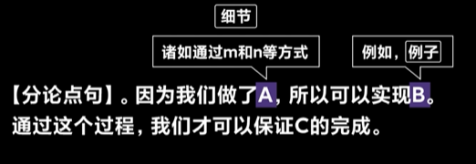 细节
诸如通过m和n等方式
例如，例子
【分论点句】。因为我们做了A，所以可以实现B。
通过这个过程，我们才可以保证C的完成。